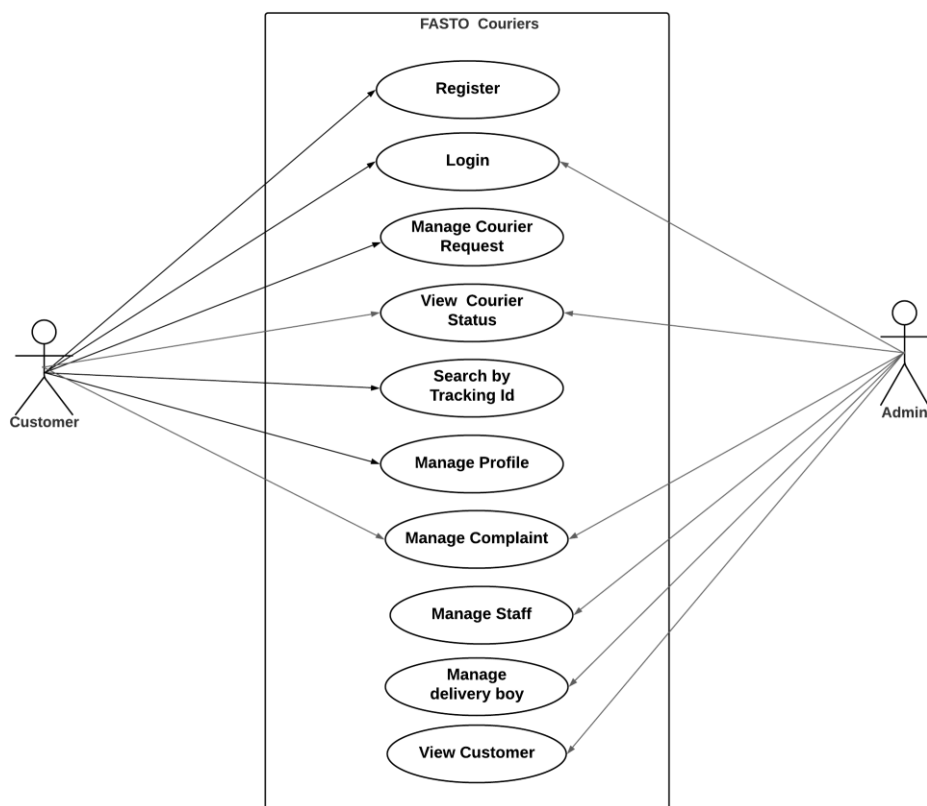 FASTO Couriers
Register
Login
Manage Courier
Request
View Courier
Status
Search by
Tracking Id
Customer
Admin
Manage Profile
Manage Complaint
Manage Staff
Manage
delivery boy
View Customer